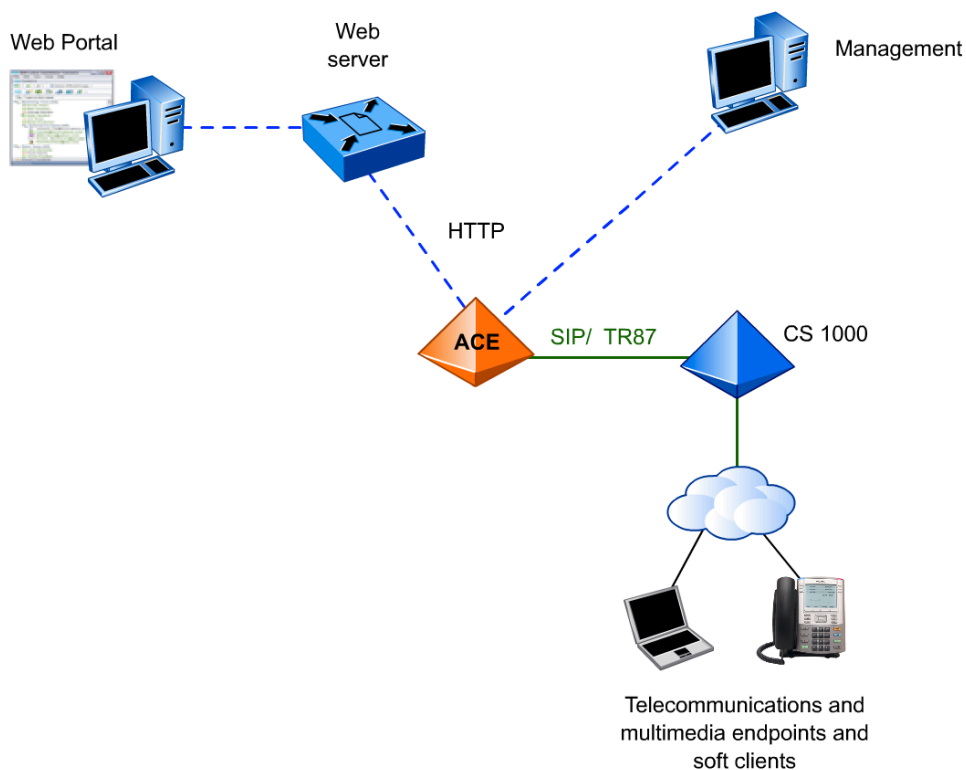 Web Portal
Web
server
Management
HTTP
ACE
SIP/ TR87
CS 1000
Telecommunications and
multimedia endpoints and
soft clients